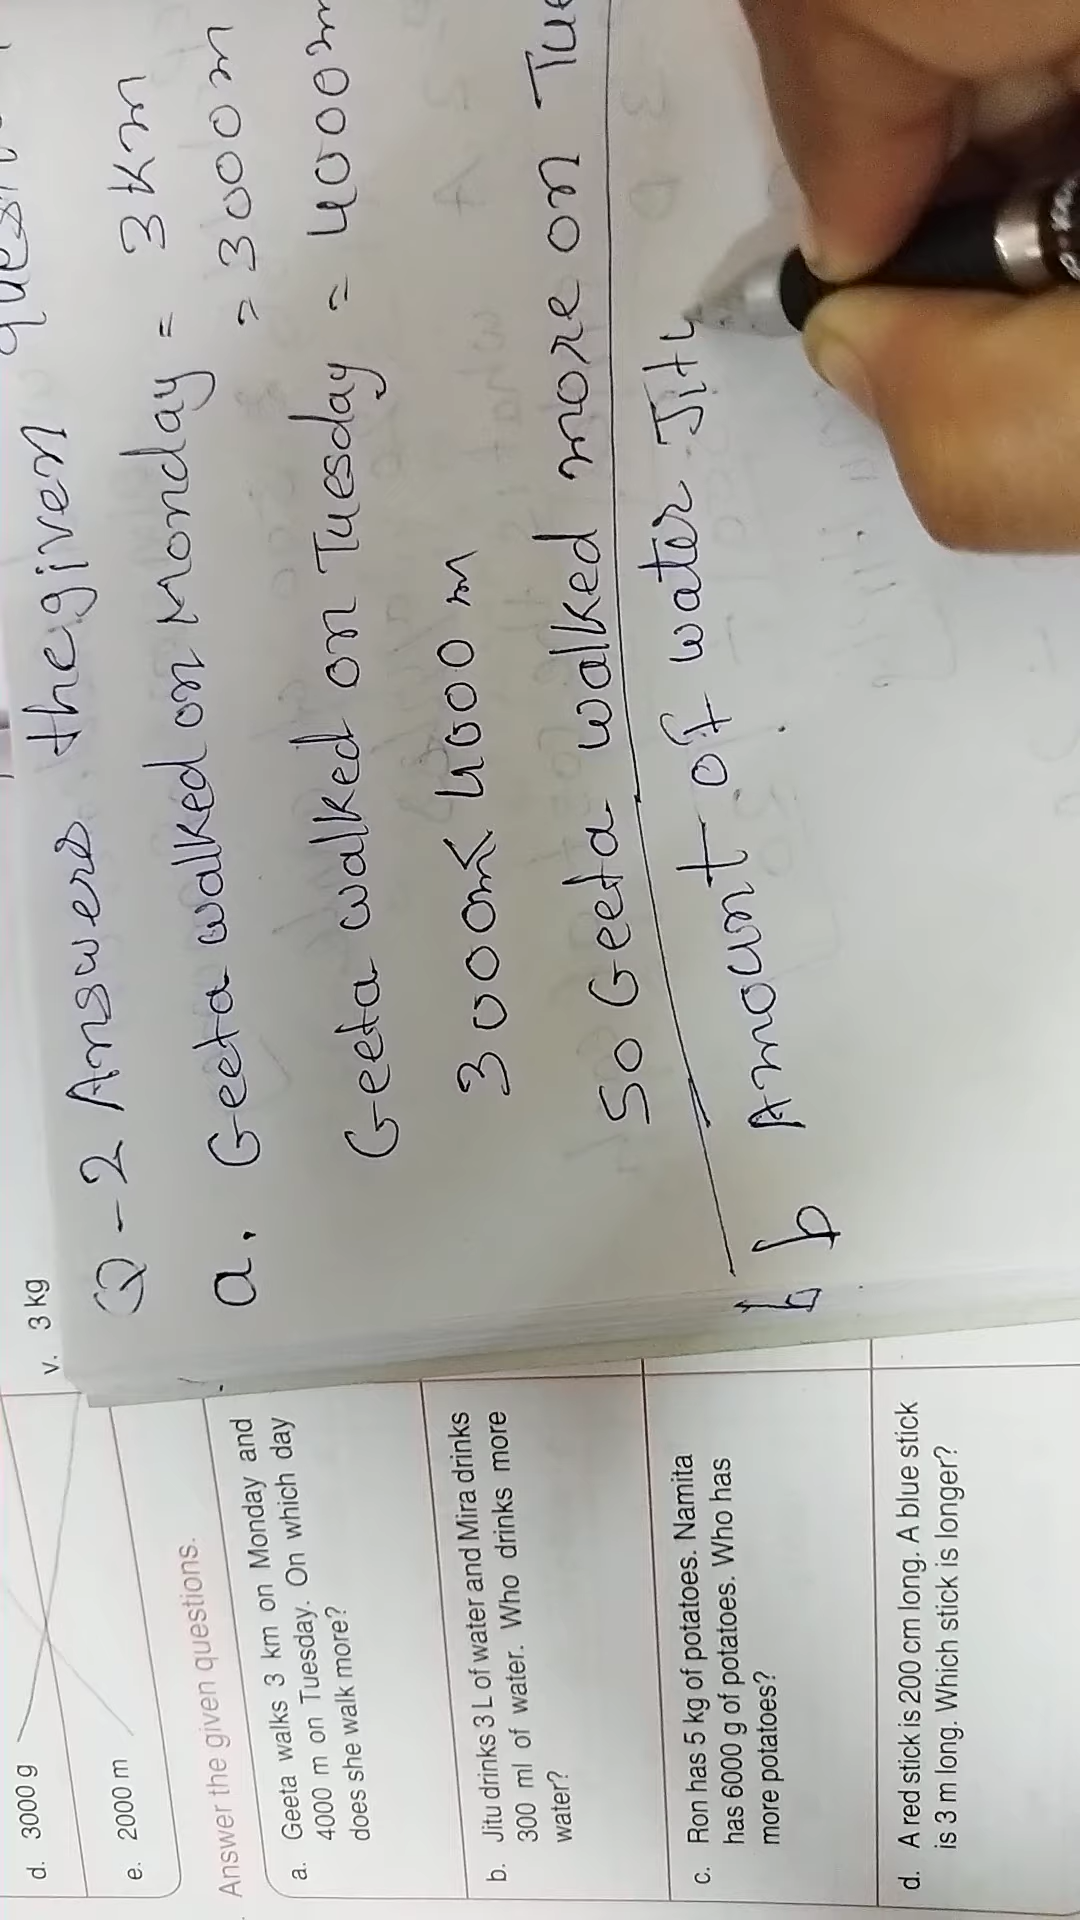 d. 3000 g
v. 3 kg
e. 2000 m
Answer the given questions.
a. Geeta walks 3 km on Monday and
4000 m on Tuesday. On which day
does she walk more?
b. Jitu drinks 3 L of water and Mira drinks
300 ml of water. Who drinks more
water?
c. Ron has 5 kg of potatoes. Namita
has 6000 g of potatoes. Who has
more potatoes?
d. A red stick is 200 cm long. A blue stick
is 3 m long. Which stick is longer?
Q-2 Answers the given
a. Geeta walked on Monday = 3 Km
= 3000m
Geeta walked on Tuesday = 4000m
3000m < 4000 m
So Geeta walked more on Tue
b b Amount of water Jitu